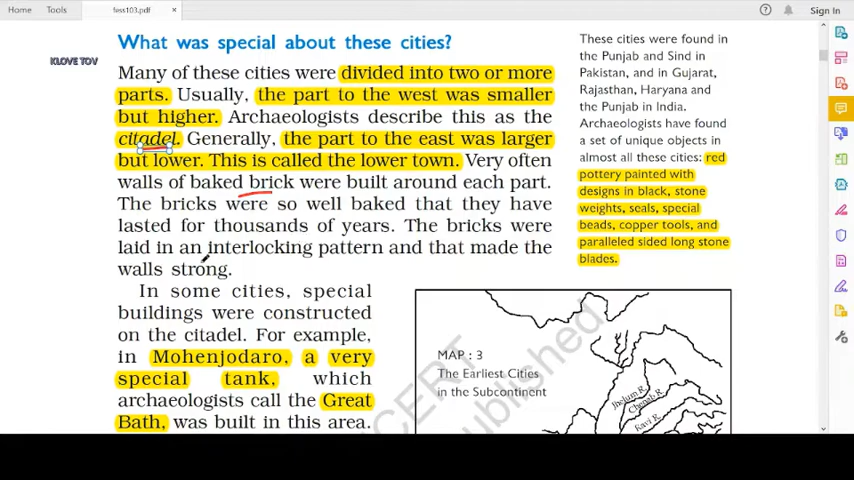 Home
Tools
fess103.pdf
×
Sign In
KLOVE TOV
What was special about these cities?
Many of these cities were divided into two or more
parts. Usually, the part to the west was smaller
but higher. Archaeologists describe this as the
citadel. Generally, the part to the east was larger
but lower. This is called the lower town. Very often
walls of baked brick were built around each part.
The bricks were so well baked that they have
lasted for thousands of years. The bricks were
laid in an interlocking pattern and that made the
walls strong.
In some cities, special
buildings were constructed
on the citadel. For example,
in Mohenjodaro, a very
special tank, which
archaeologists call the Great
Bath, was built in this area.
These cities were found in
the Punjab and Sind in
Pakistan, and in Gujarat,
Rajasthan, Haryana and
the Punjab in India.
Archaeologists have found
a set of unique objects in
almost all these cities: red
pottery painted with
designs in black, stone
weights, seals, special
beads, copper tools, and
paralleled sided long stone
blades.
MAP : 3
The Earliest Cities
in the Subcontinent
Jhelum R.
Chenab R.
Ravi R.
CERT
ublished